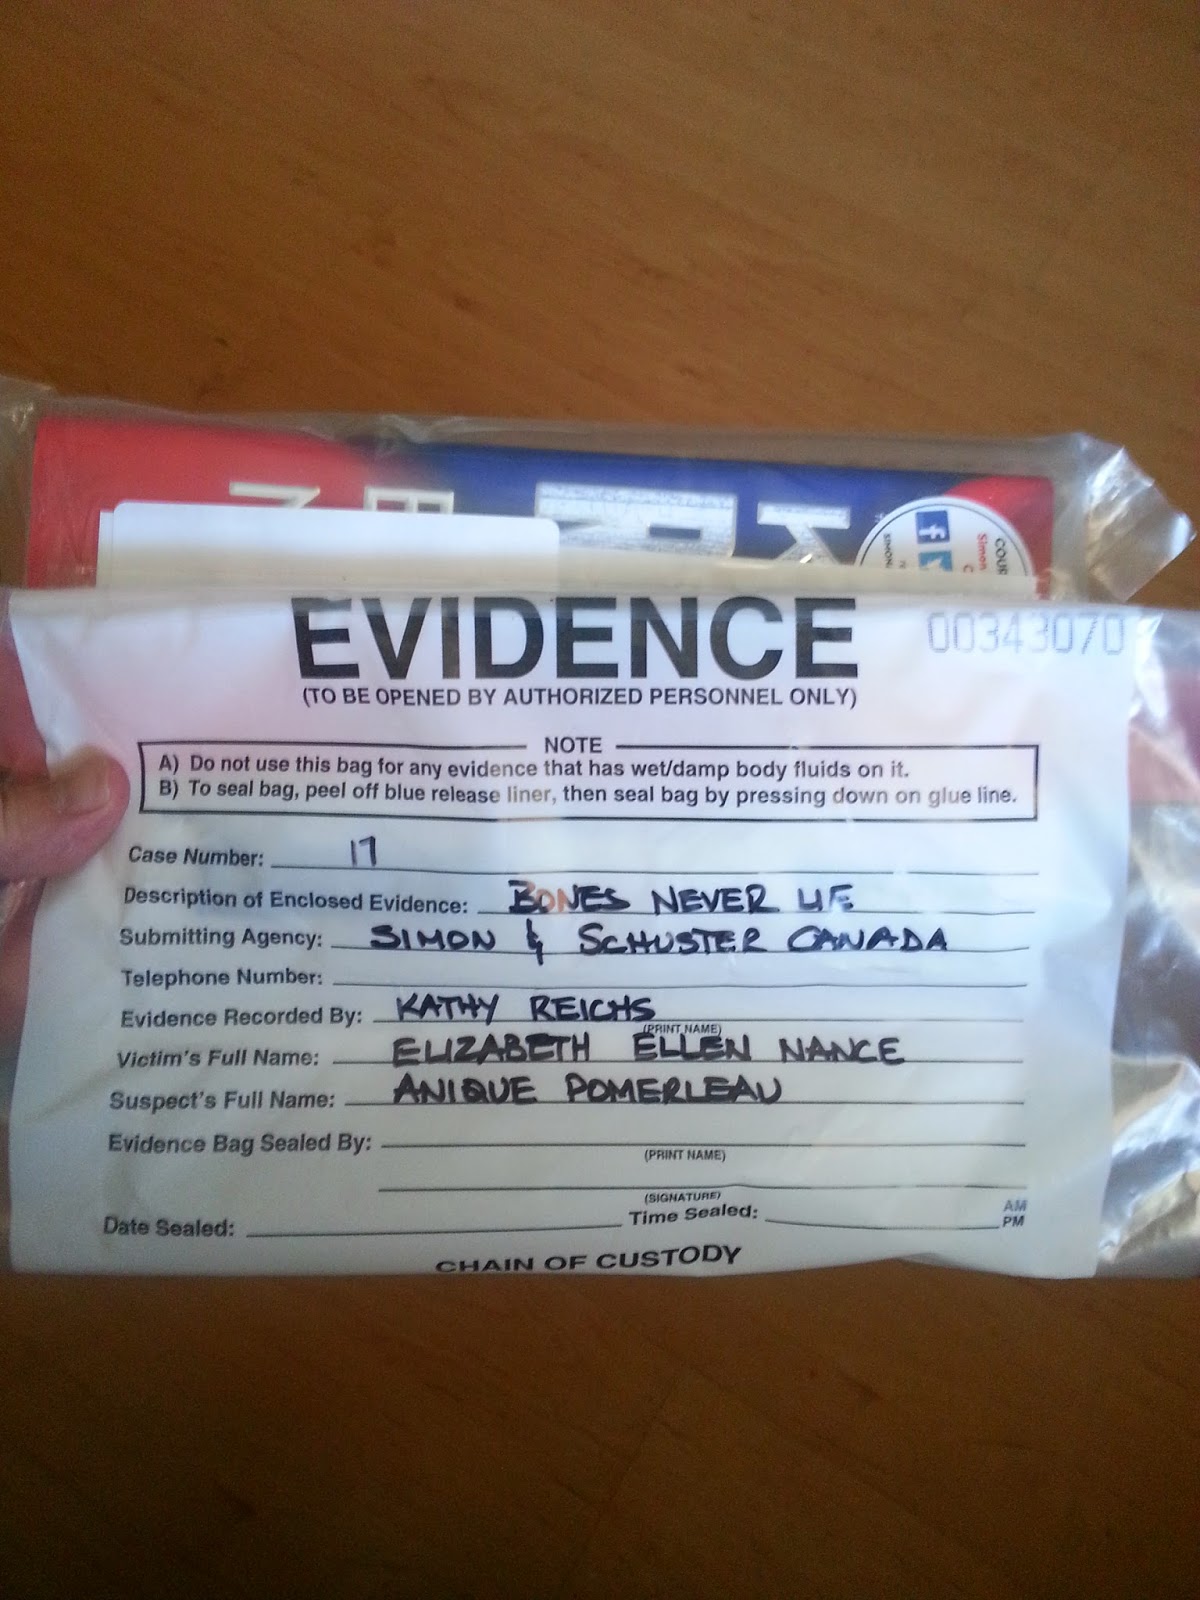 COUR
Simon
EVIDENCE
00343070
(TO BE OPENED BY AUTHORIZED PERSONNEL ONLY)
NOTE
A) Do not use this bag for any evidence that has wet/damp body fluids on it.
B) To seal bag, peel off blue release liner, then seal bag by pressing down on glue line.
Case Number: 17
Description of Enclosed Evidence: BONES NEVER LIE
Submitting Agency: SIMON & SCHUSTER CANADA
Telephone Number:
Evidence Recorded By: KATHY REICHS
(PRINT NAME)
Victim's Full Name: ELIZABETH ELLEN NANCE
Suspect's Full Name: ANIQUE POMERLEAU
Evidence Bag Sealed By:
(PRINT NAME)
(SIGNATURE)
Date Sealed: Time Sealed: AM PM
CHAIN OF CUSTODY